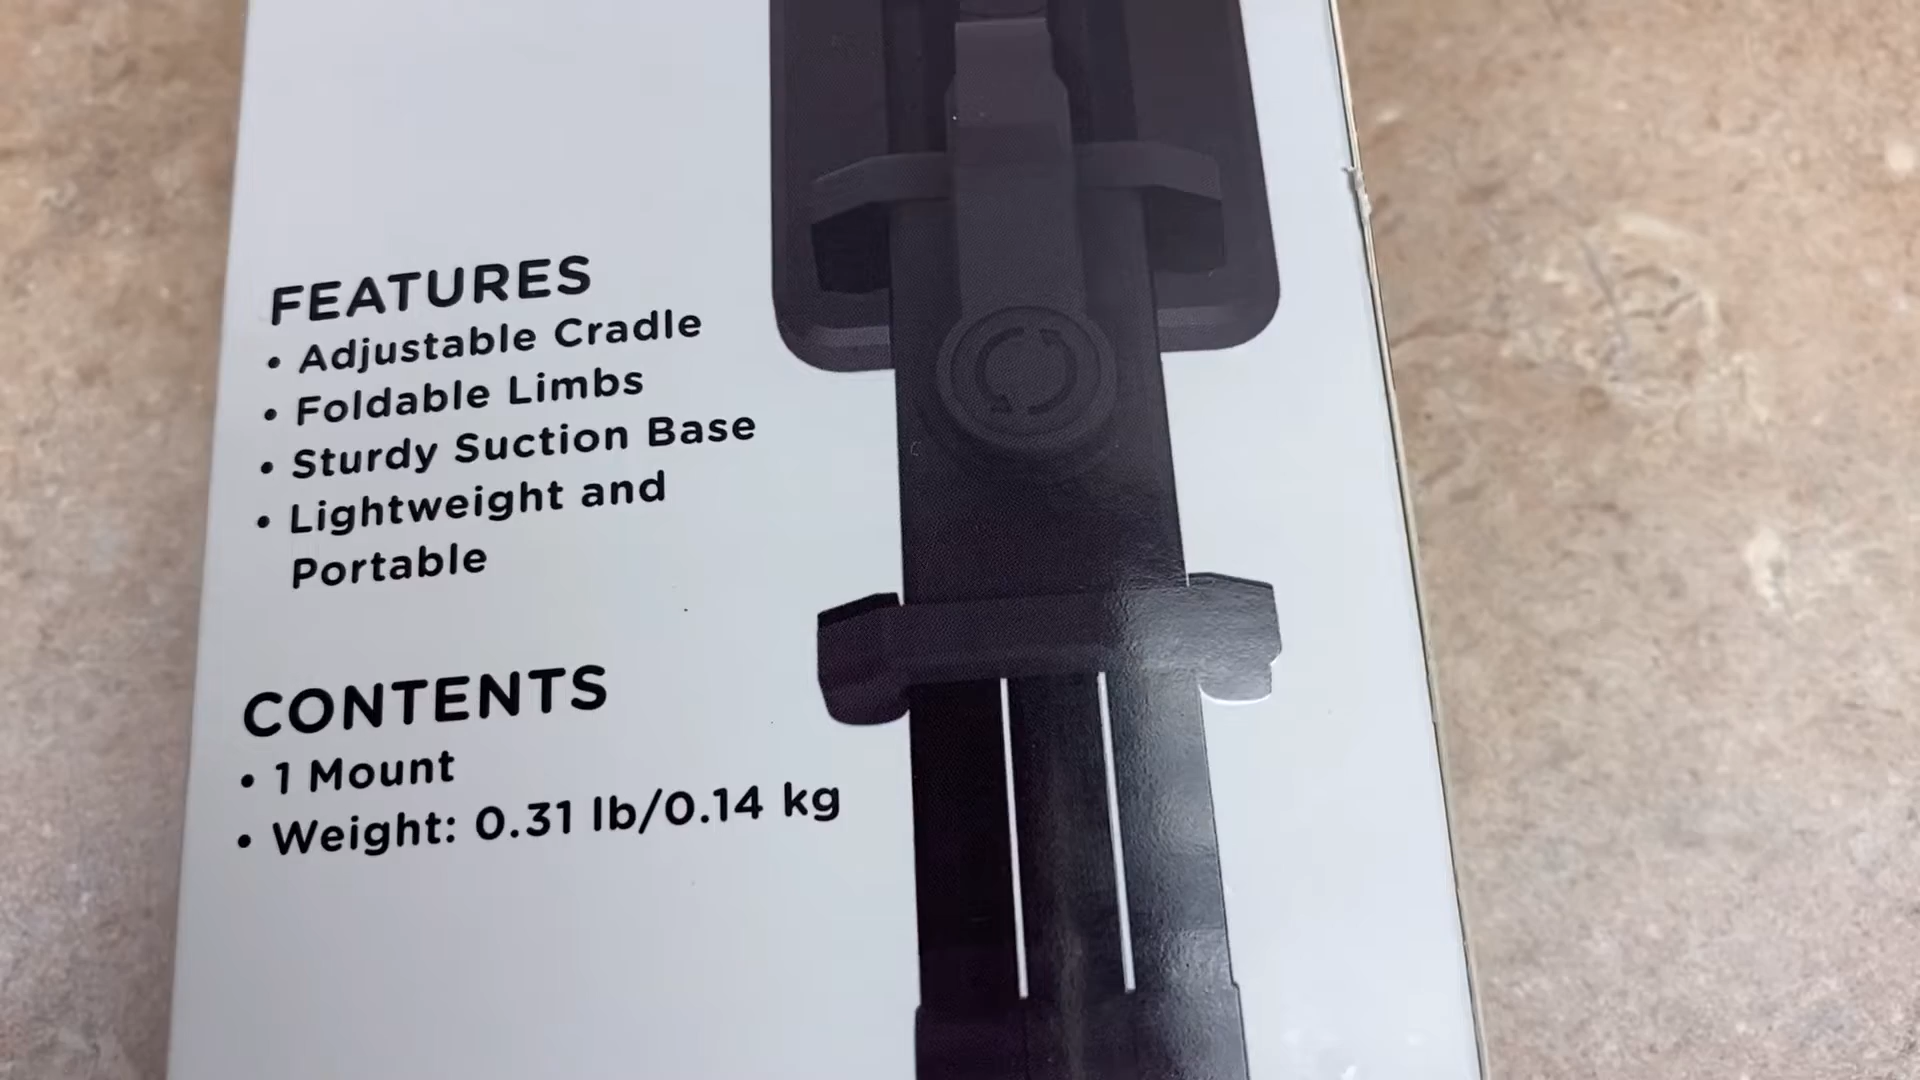 FEATURES
• Adjustable Cradle
• Foldable Limbs
• Sturdy Suction Base
• Lightweight and
Portable
CONTENTS
• 1 Mount
• Weight: 0.31 lb/0.14 kg